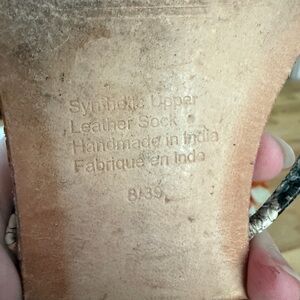 Synthetic Upper
Leather Sock
Handmade in India
Fabriqué en Inde
8/39